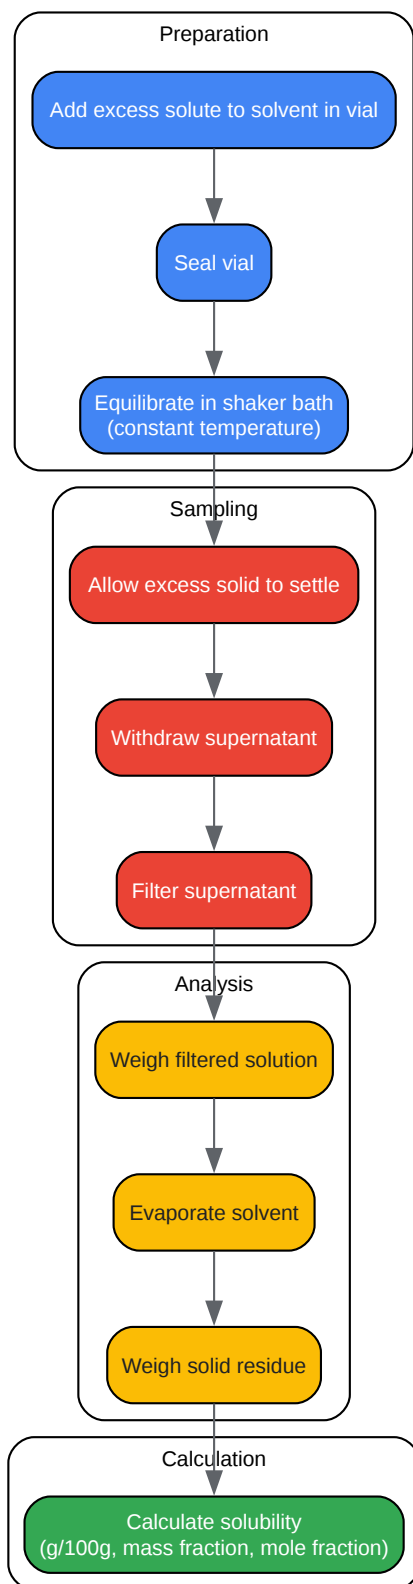 Preparation
Add excess solute to solvent in vial
Seal vial
Equilibrate in shaker bath
(constant temperature)
Sampling
Allow excess solid to settle
Withdraw supernatant
Filter supernatant
Analysis
Weigh filtered solution
Evaporate solvent
Weigh solid residue
Calculation
Calculate solubility
(g/100g, mass fraction, mole fraction)